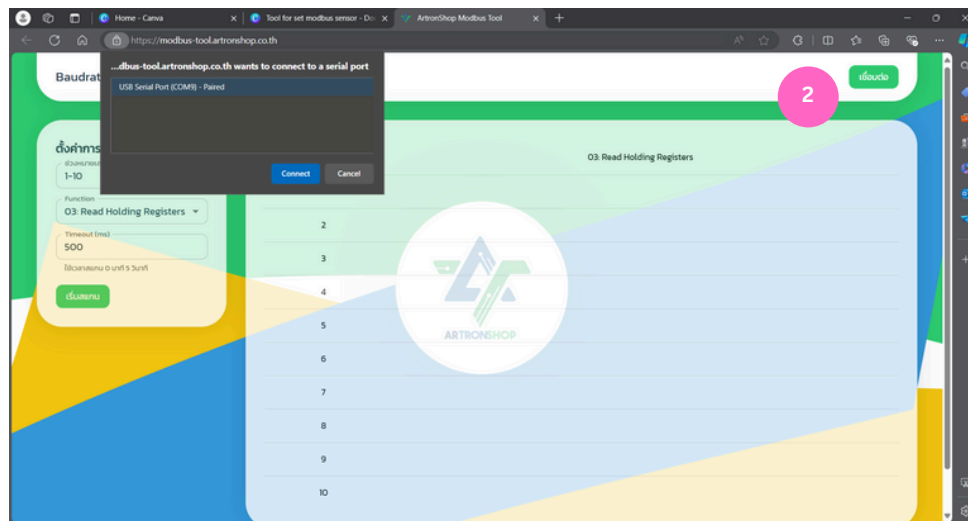 Home - Canva
Tool for set modbus sensor - Do
ArtronShop Modbus Tool
https://modbus-tool.artronshop.co.th
...dbus-tool.artronshop.co.th wants to connect to a serial port
USB Serial Port (COM9) - Paired
Connect
Cancel
Baudrat
เชื่อมต่อ
2
ตั้งค่าการส
1-10
Function
03: Read Holding Registers
Timeout (ms)
500
ใช้เวลาสแกน 0 นาที 5 วินาที
เริ่มสแกน
03: Read Holding Registers
2
3
4
5
6
7
8
9
10
ARTRONSHOP